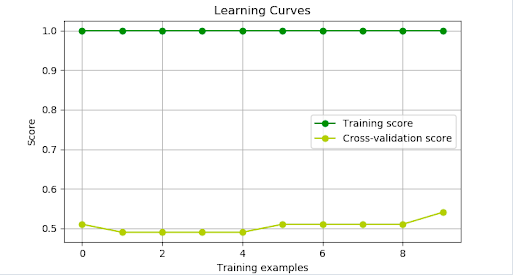 Learning Curves
1.0
0.9
0.8
0.7
0.6
0.5
Score
Training score
Cross-validation score
0 2 4 6 8
Training examples